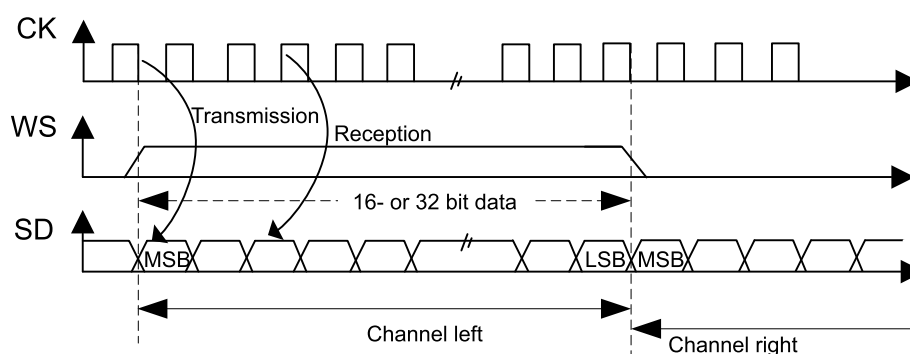 CK
Transmission
WS
Reception
16- or 32 bit data
SD
MSB
LSB
MSB
Channel left
Channel right